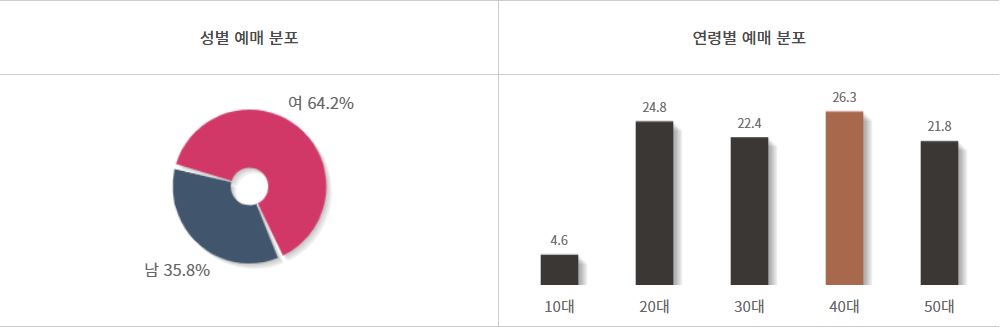 성별 예매 분포
연령별 예매 분포
여 64.2%
남 35.8%
4.6
24.8
22.4
26.3
21.8
10대
20대
30대
40대
50대